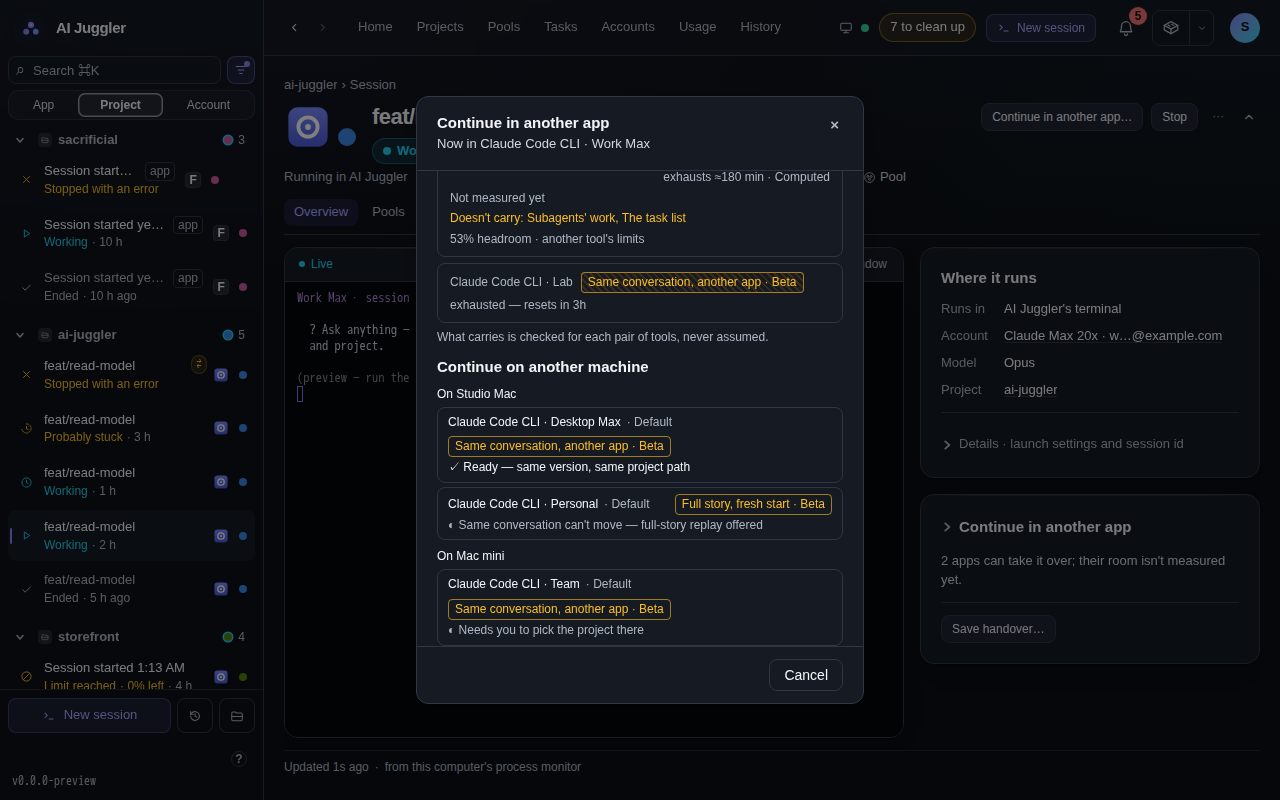 AI Juggler
Search ⌘K
App
Project
Account
sacrificial
3
Session start…
app
F
Stopped with an error
Session started ye…
app
F
Working · 10 h
Session started ye…
app
F
Ended · 10 h ago
ai-juggler
5
feat/read-model
Stopped with an error
feat/read-model
Probably stuck · 3 h
feat/read-model
Working · 1 h
feat/read-model
Working · 2 h
feat/read-model
Ended · 5 h ago
storefront
4
Session started 1:13 AM
Limit reached · 0% left · 4 h
New session
?
v0.0.0-preview
Home
Projects
Pools
Tasks
Accounts
Usage
History
7 to clean up
New session
5
S
ai-juggler › Session
feat/
Wo
Continue in another app…
Stop
Running in AI Juggler
Pool
Overview
Pools
Live
dow
Work Max · session
? Ask anything —
and project.
(preview — run the
Continue in another app
Now in Claude Code CLI · Work Max
×
exhausts ≈180 min · Computed
Not measured yet
Doesn't carry: Subagents' work, The task list
53% headroom · another tool's limits
Claude Code CLI · Lab
Same conversation, another app · Beta
exhausted — resets in 3h
What carries is checked for each pair of tools, never assumed.
Continue on another machine
On Studio Mac
Claude Code CLI · Desktop Max · Default
Same conversation, another app · Beta
✓ Ready — same version, same project path
Claude Code CLI · Personal · Default
Full story, fresh start · Beta
Same conversation can't move — full-story replay offered
On Mac mini
Claude Code CLI · Team · Default
Same conversation, another app · Beta
Needs you to pick the project there
Cancel
Where it runs
Runs in AI Juggler's terminal
Account Claude Max 20x · w…@example.com
Model Opus
Project ai-juggler
Details · launch settings and session id
Continue in another app
2 apps can take it over; their room isn't measured
yet.
Save handover…
Updated 1s ago · from this computer's process monitor